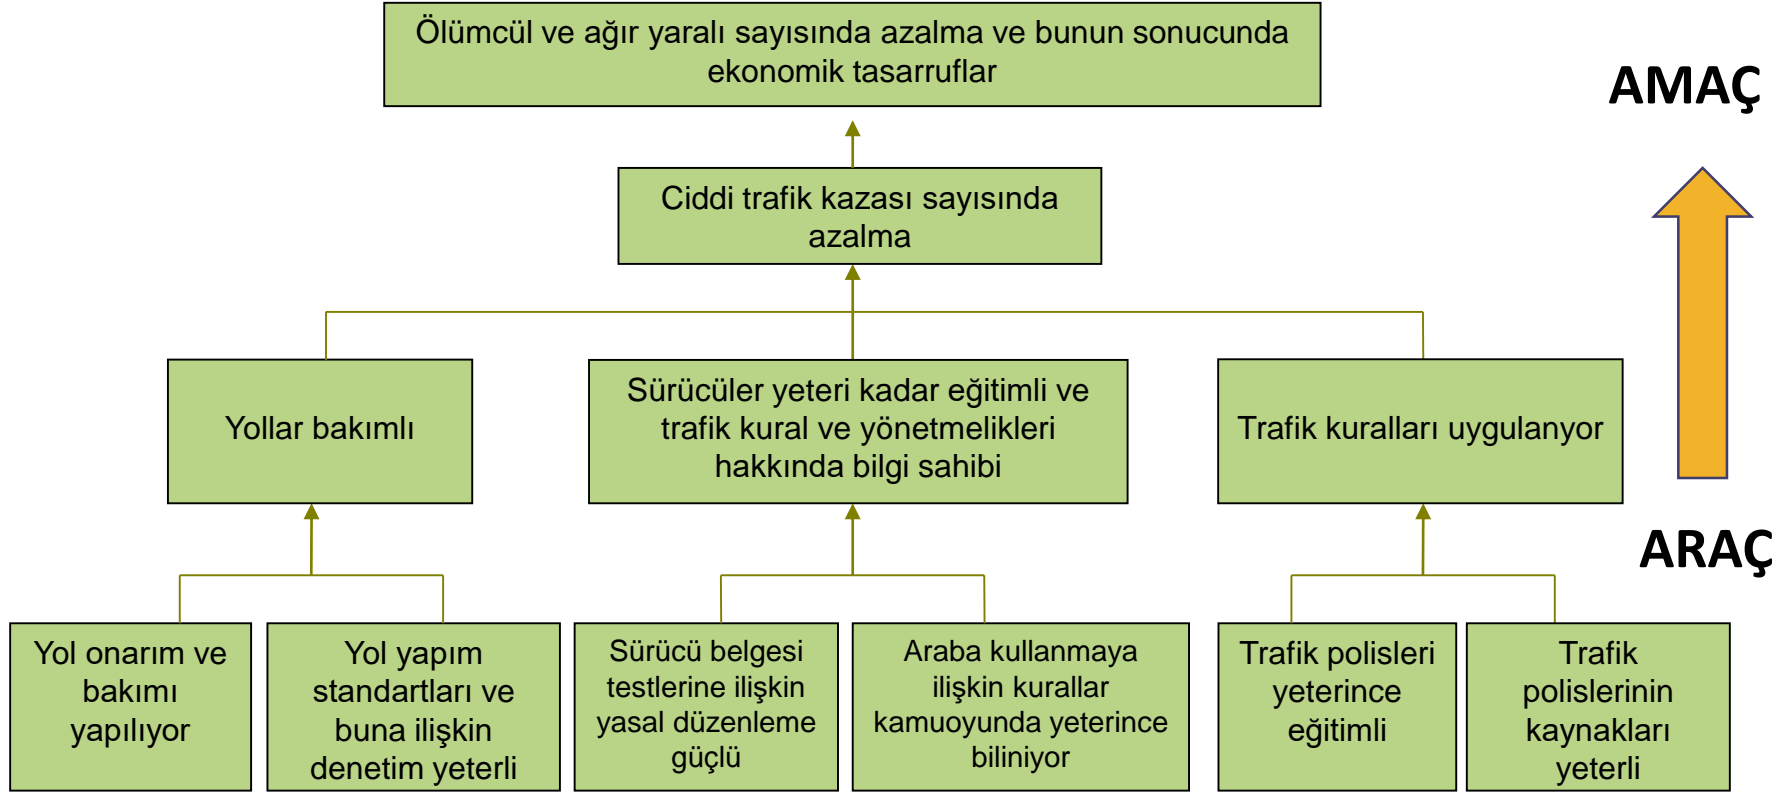 Ölümcül ve ağır yaralı sayısında azalma ve bunun sonucunda
ekonomik tasarruflar
AMAÇ
Ciddi trafik kazası sayısında
azalma
Yollar bakımlı
Sürücüler yeteri kadar eğitimli ve
trafik kural ve yönetmelikleri
hakkında bilgi sahibi
Trafik kuralları uygulanyor
ARAÇ
Yol onarım ve
bakımı
yapılıyor
Yol yapım
standartları ve
buna ilişkin
denetim yeterli
Sürücü belgesi
testlerine ilişkin
yasal düzenleme
güçlü
Araba kullanmaya
ilişkin kurallar
kamuoyunda yeterince
biliniyor
Trafik polisleri
yeterince
eğitimli
Trafik
polislerinin
kaynakları
yeterli